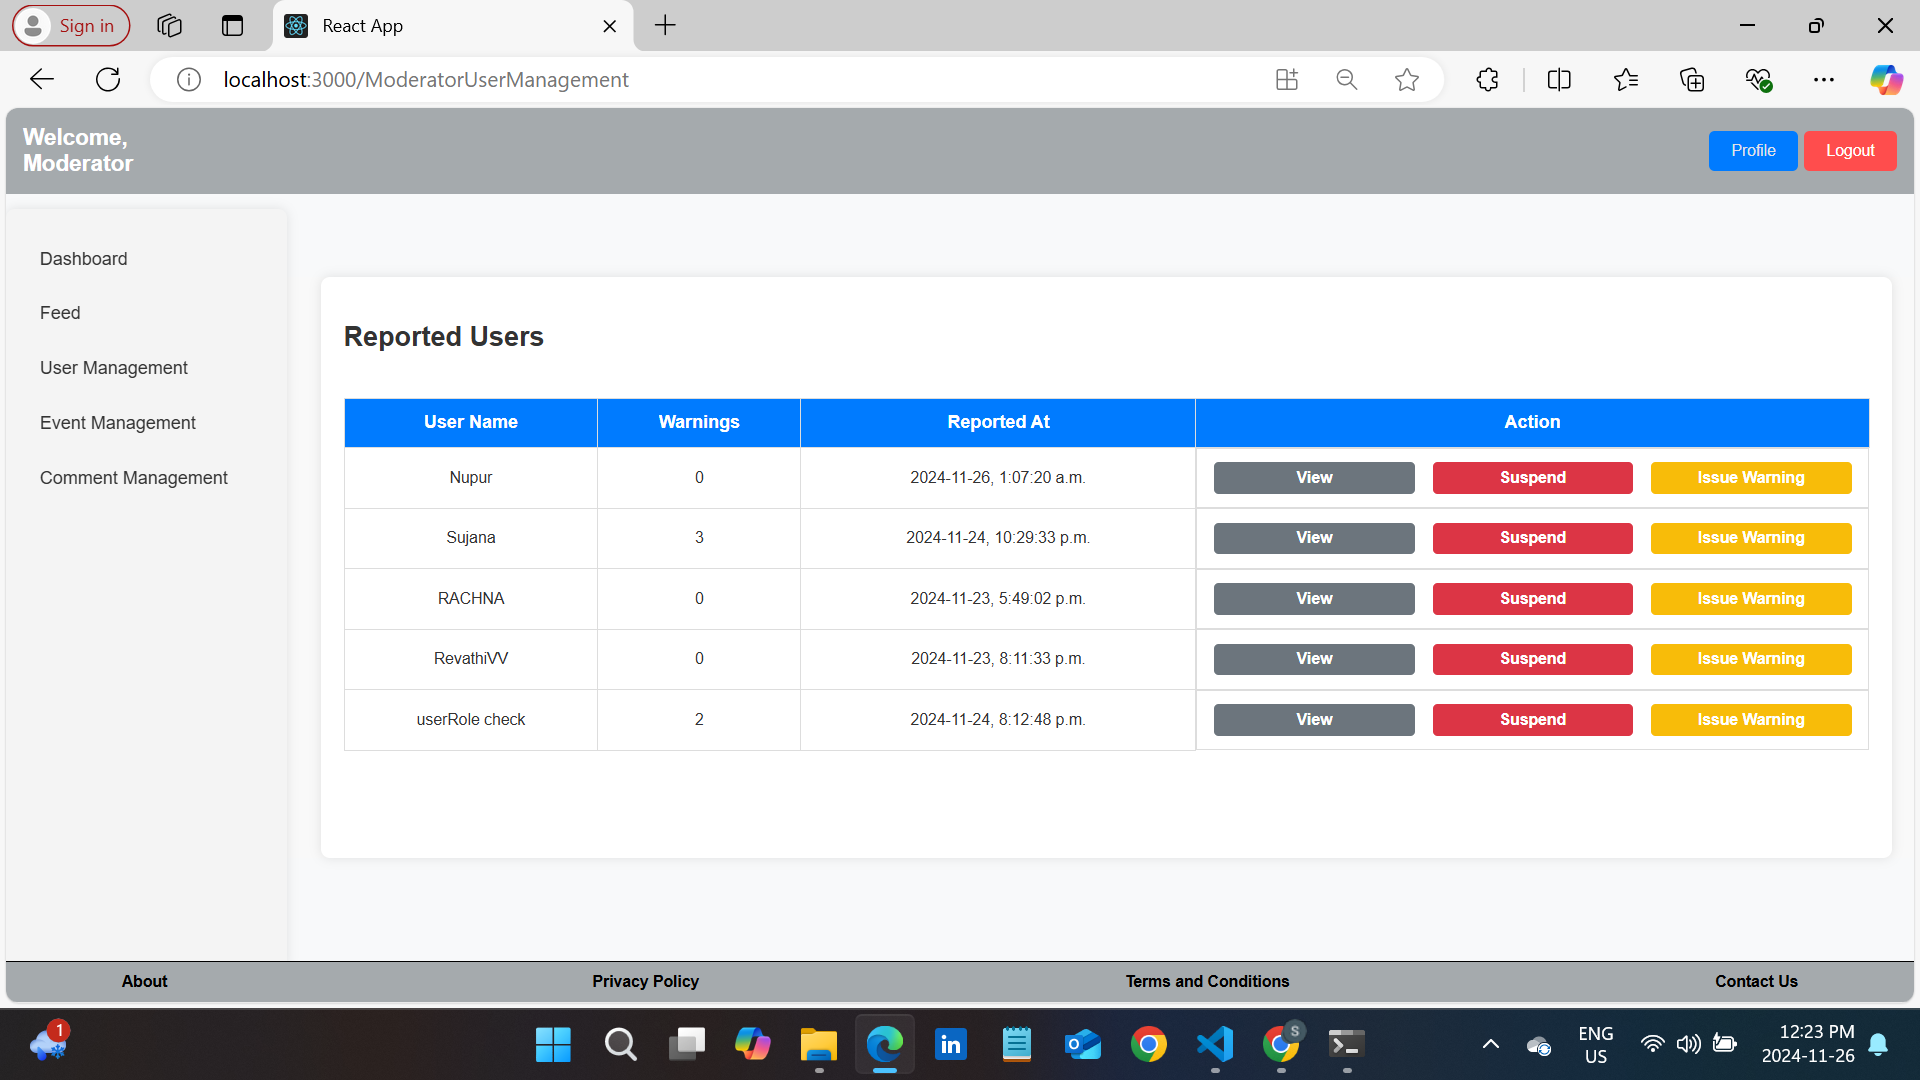 Sign in
React App
localhost:3000/ModeratorUserManagement
Welcome,
Moderator
Profile Logout
Dashboard
Feed
User Management
Event Management
Comment Management
Reported Users
User Name Warnings Reported At Action
Nupur 0 2024-11-26, 1:07:20 a.m. View Suspend Issue Warning
Sujana 3 2024-11-24, 10:29:33 p.m. View Suspend Issue Warning
RACHNA 0 2024-11-23, 5:49:02 p.m. View Suspend Issue Warning
RevathiVV 0 2024-11-23, 8:11:33 p.m. View Suspend Issue Warning
userRole check 2 2024-11-24, 8:12:48 p.m. View Suspend Issue Warning
About Privacy Policy Terms and Conditions Contact Us
1
in
S
ENG
US
12:23 PM
2024-11-26